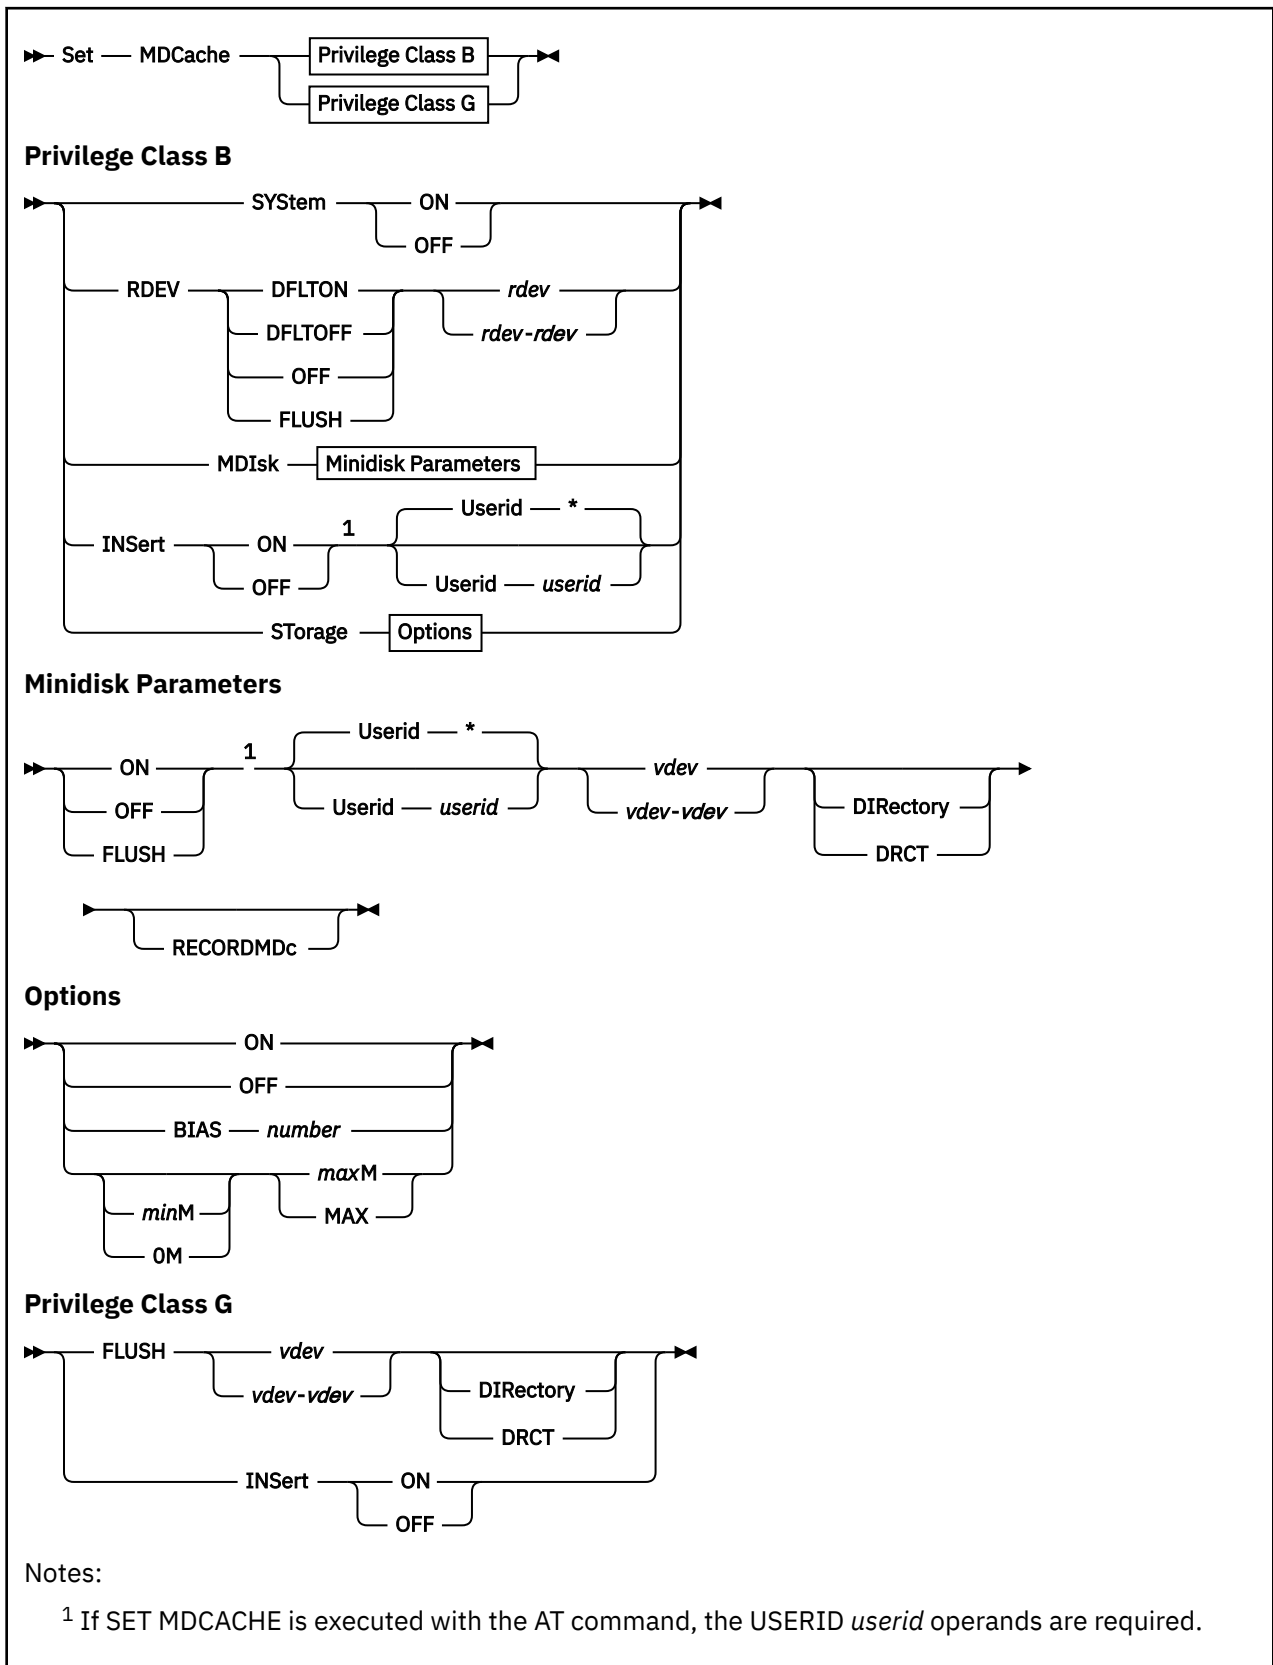 Set MDCache Privilege Class B
Privilege Class G
Privilege Class B
SYStem ON
OFF
RDEV DFLTON rdev
DFLTOFF rdev-rdev
OFF
FLUSH
MDIsk Minidisk Parameters
Userid *
INSert ON 1
OFF Userid userid
STorage Options
Minidisk Parameters
Userid *
ON 1 vdev
OFF Userid userid vdev-vdev DIRectory
FLUSH DRCT
RECORDMDc
Options
ON
OFF
BIAS number
maxM
minM MAX
0M
Privilege Class G
FLUSH vdev
vdev-vdev DIRectory
DRCT
INSert ON
OFF
Notes:
1 If SET MDCACHE is executed with the AT command, the USERID userid operands are required.